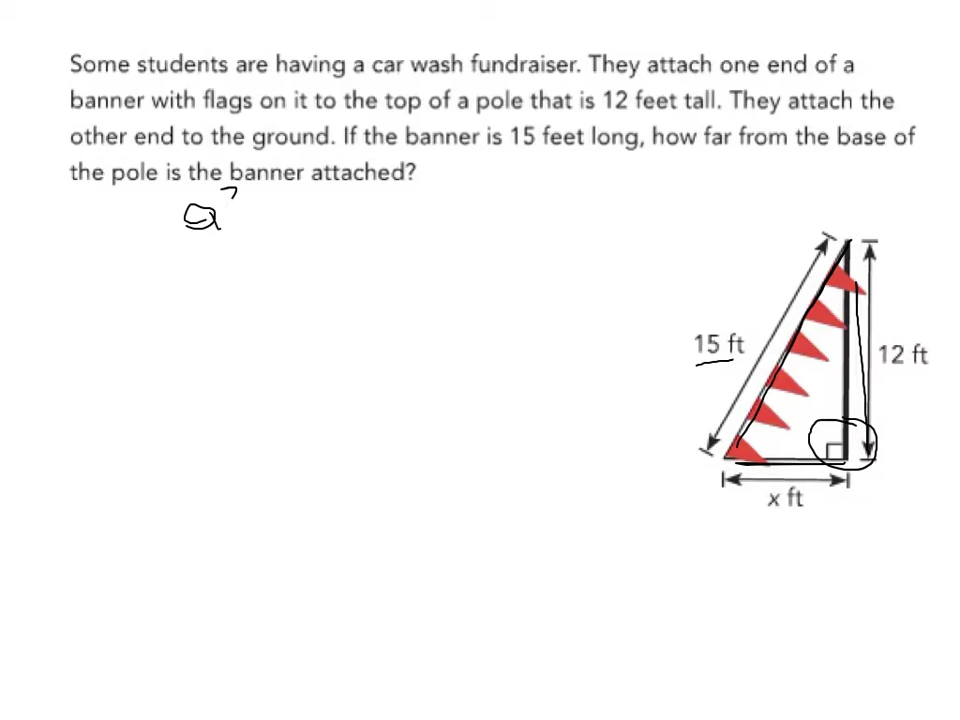 Some students are having a car wash fundraiser. They attach one end of a
banner with flags on it to the top of a pole that is 12 feet tall. They attach the
other end to the ground. If the banner is 15 feet long, how far from the base of
the pole is the banner attached?
a
15 ft
12 ft
x ft